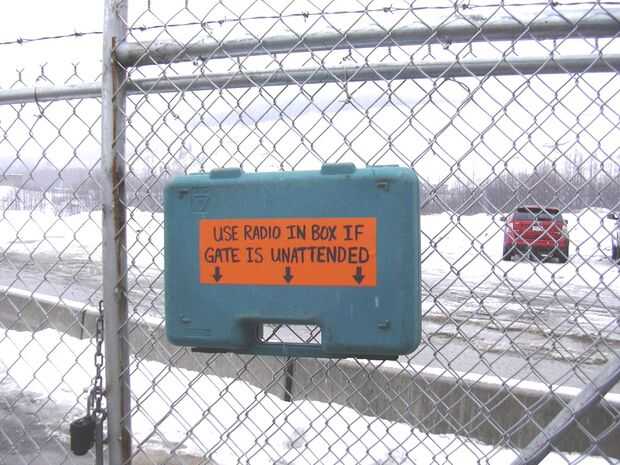 USE RADIO IN BOX IF
GATE IS UNATTENDED